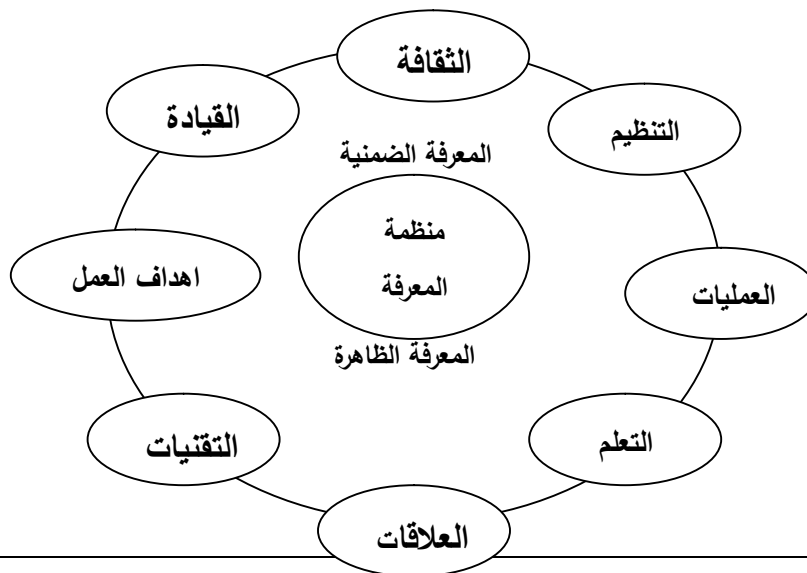 الثقافة
القيادة
التنظيم
المعرفة الضمنية
منظمة
المعرفة
اهداف العمل
العمليات
المعرفة الظاهرة
التقنيات
التعلم
العلاقات